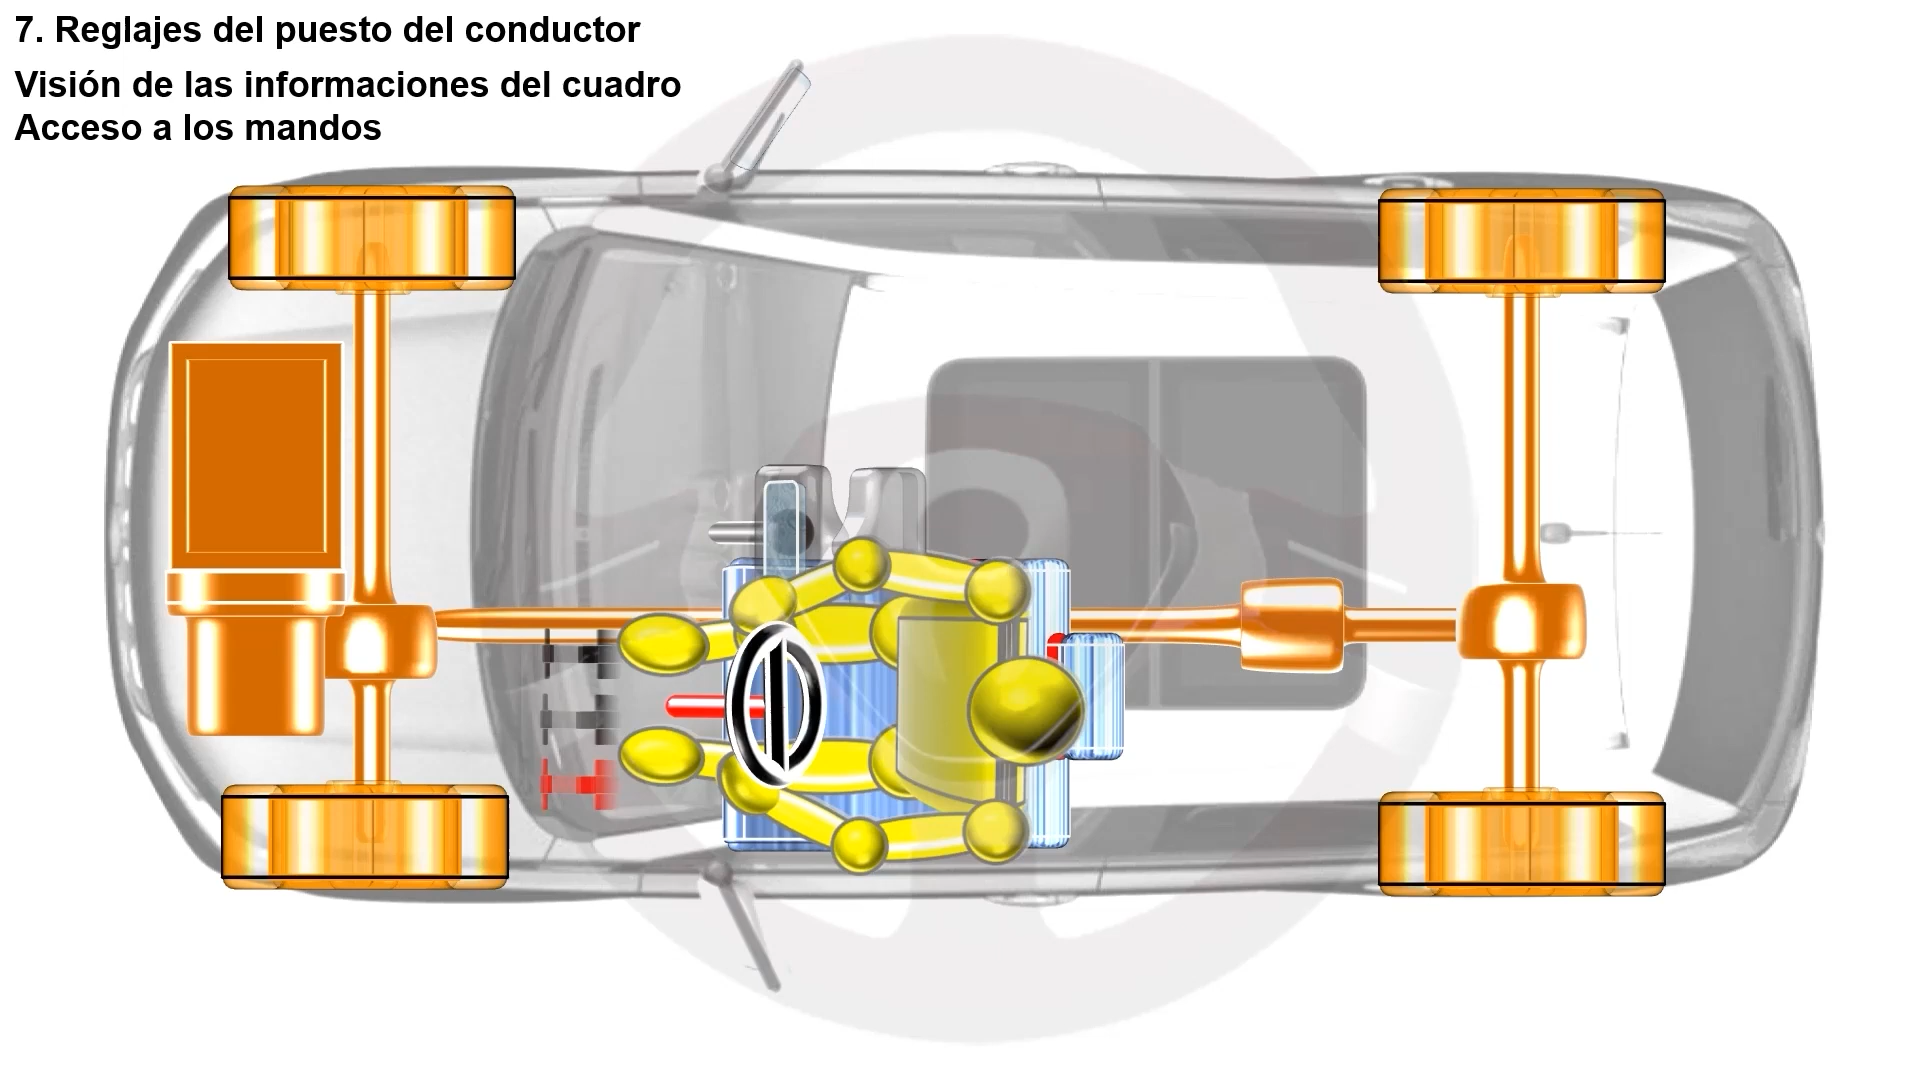 7. Reglajes del puesto del conductor
Visión de las informaciones del cuadro
Acceso a los mandos